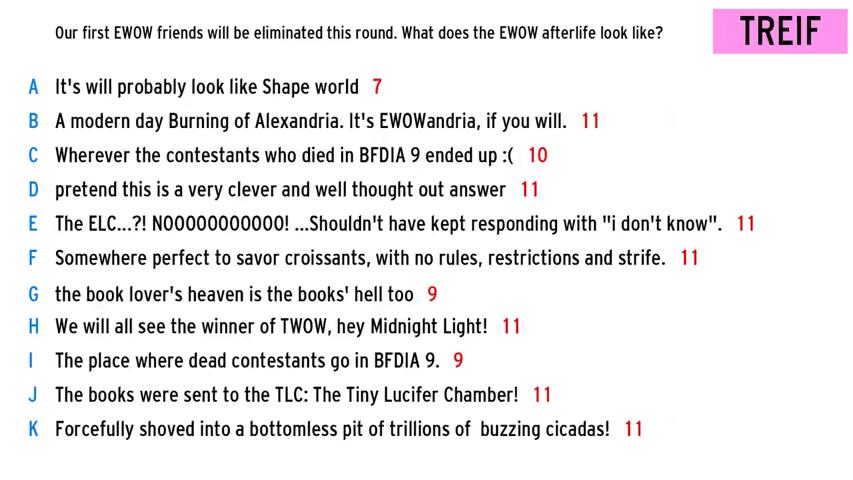 Our first EWOW friends will be eliminated this round. What does the EWOW afterlife look like?
TREIF
A It's will probably look like Shape world 7
B A modern day Burning of Alexandria. It's EWOWandria, if you will. 11
C Wherever the contestants who died in BFDIA 9 ended up :( 10
D pretend this is a very clever and well thought out answer 11
E The ELC...?! NOOOOOOOOOOO! ...Shouldn't have kept responding with "i don't know". 11
F Somewhere perfect to savor croissants, with no rules, restrictions and strife. 11
G the book lover's heaven is the books' hell too 9
H We will all see the winner of TWOW, hey Midnight Light! 11
I The place where dead contestants go in BFDIA 9. 9
J The books were sent to the TLC: The Tiny Lucifer Chamber! 11
K Forcefully shoved into a bottomless pit of trillions of  buzzing cicadas! 11